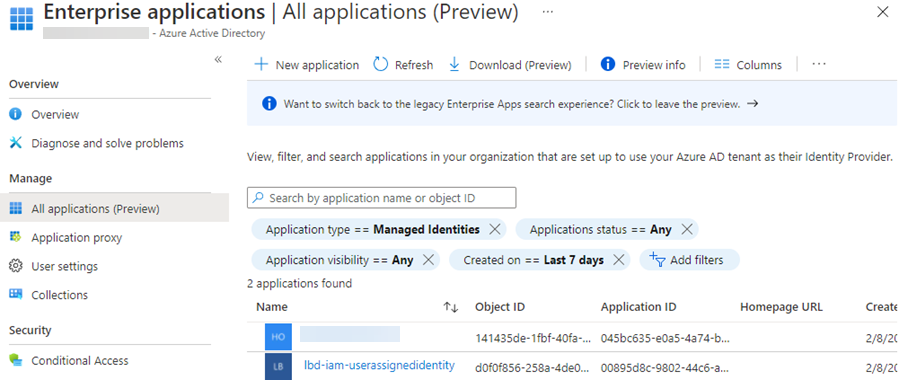 Enterprise applications | All applications (Preview) ...
- Azure Active Directory
«
Overview
Overview
Diagnose and solve problems
Manage
All applications (Preview)
Application proxy
User settings
Collections
Security
Conditional Access
New application Refresh Download (Preview) Preview info Columns ...
Want to switch back to the legacy Enterprise Apps search experience? Click to leave the preview. →
View, filter, and search applications in your organization that are set up to use your Azure AD tenant as their Identity Provider.
Search by application name or object ID
Application type == Managed Identities Applications status == Any
Application visibility == Any Created on == Last 7 days Add filters
2 applications found
Name Object ID Application ID Homepage URL Create
HO 141435de-1fbf-40fa-... 045bc635-e0a5-4a74-b... 2/8/20
LB lbd-iam-userassignedidentity d0f0f856-258a-4de0... 00895d8c-9802-44c6-a... 2/8/20